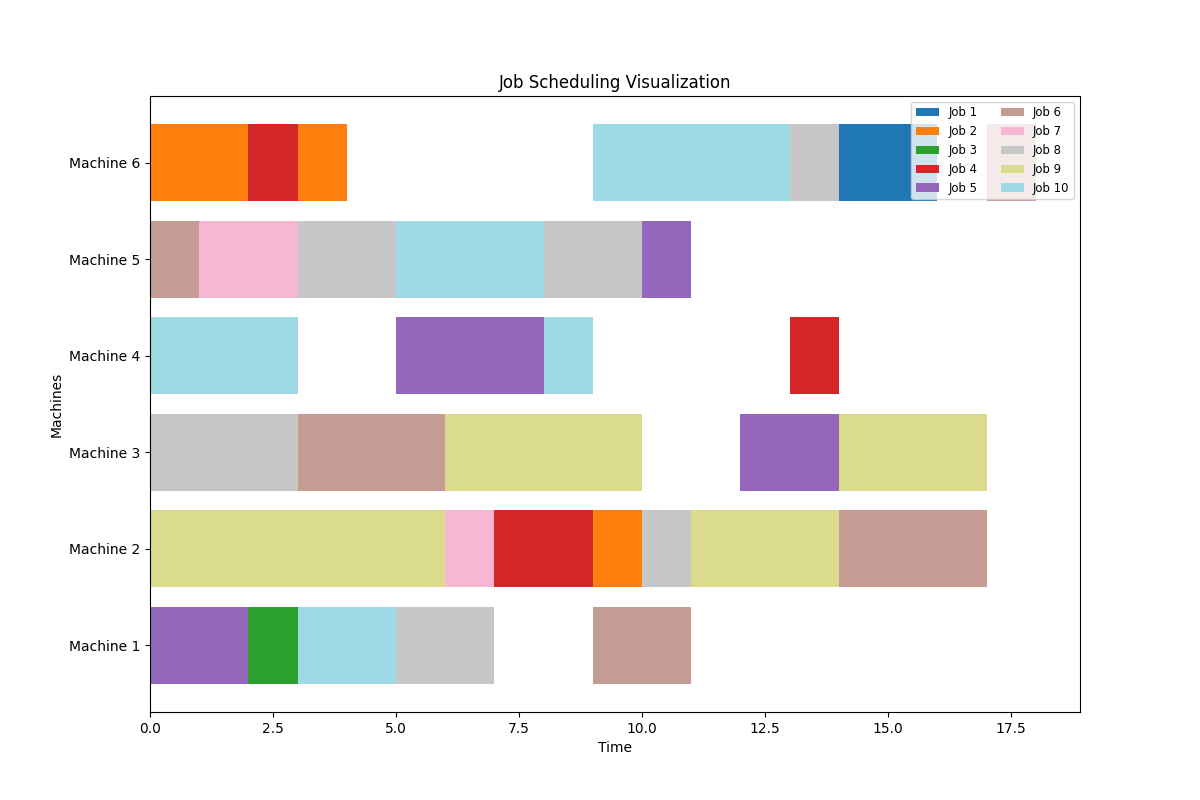 Job Scheduling Visualization
Job 1
Job 2
Job 3
Job 4
Job 5
Job 6
Job 7
Job 8
Job 9
Job 10
Machine 6
Machine 5
Machine 4
Machine 3
Machine 2
Machine 1
Machines
0.0 2.5 5.0 7.5 10.0 12.5 15.0 17.5
Time